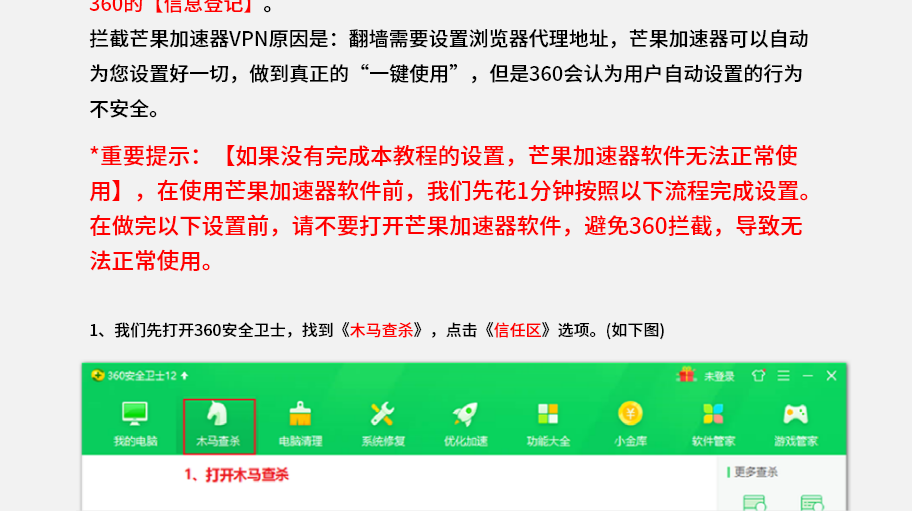 360的【信息登记】。
拦截芒果加速器VPN原因是：翻墙需要设置浏览器代理地址，芒果加速器可以自动
为您设置好一切，做到真正的“一键使用”，但是360会认为用户自动设置的行为
不安全。
*重要提示：【如果没有完成本教程的设置，芒果加速器软件无法正常使
用】，在使用芒果加速器软件前，我们先花1分钟按照以下流程完成设置。
在做完以下设置前，请不要打开芒果加速器软件，避免360拦截，导致无
法正常使用。
1、我们先打开360安全卫士，找到《木马查杀》，点击《信任区》选项。(如下图)
360安全卫士12 未登录
我的电脑 木马查杀 电脑清理 系统修复 优化加速 功能大全 小金库 软件管家 游戏管家
1、打开木马查杀 更多查杀